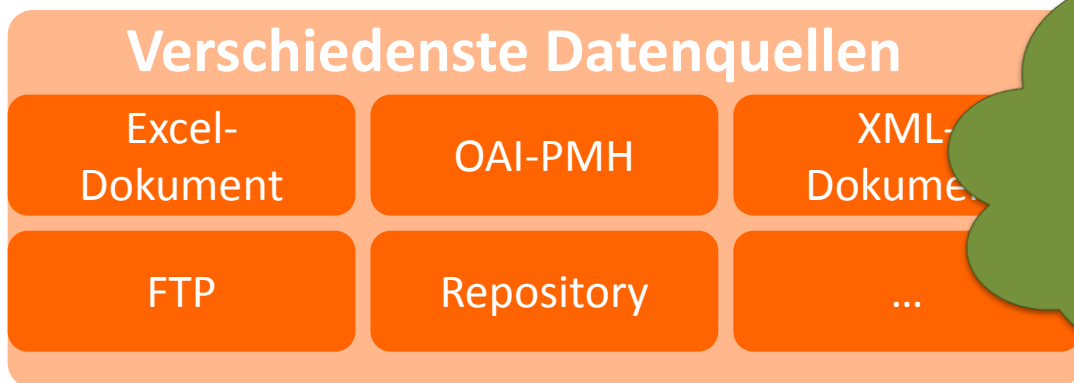 Verschiedenste Datenquellen
Excel-
Dokument
OAI-PMH
XML-
FTP
Repository
…